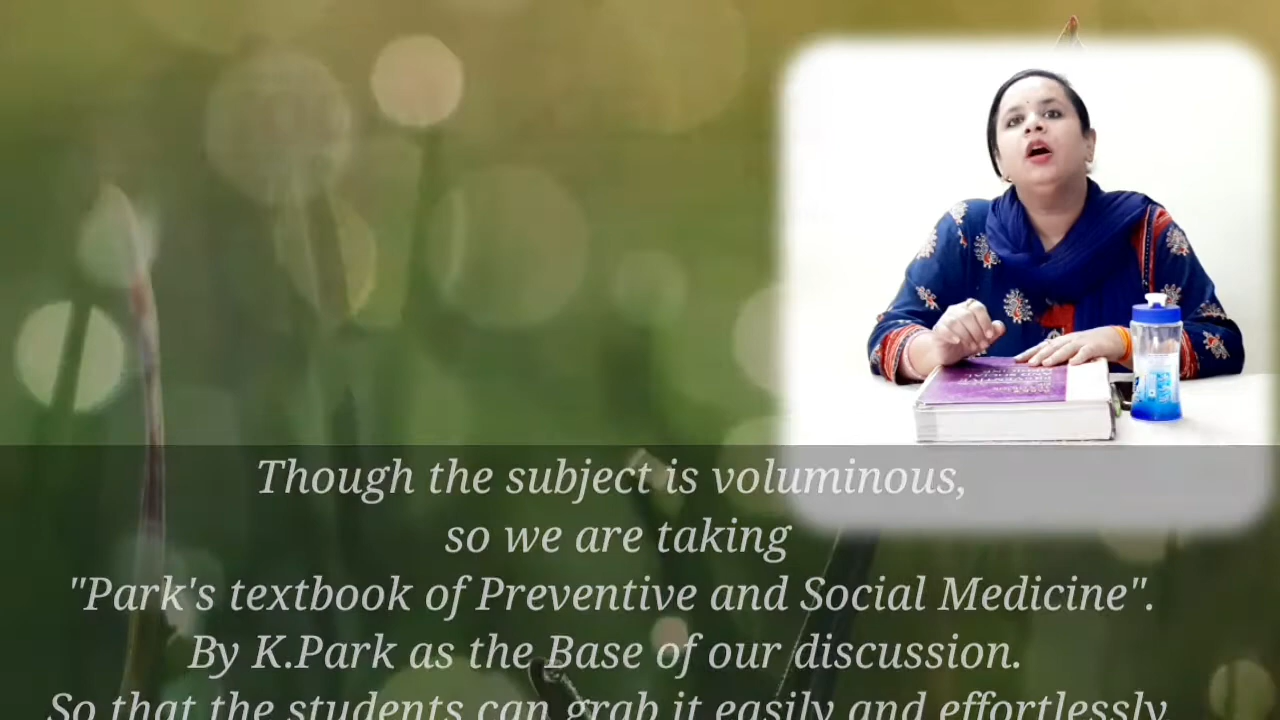 Though the subject is voluminous,
so we are taking
"Park's textbook of Preventive and Social Medicine".
By K.Park as the Base of our discussion.
So that the students can grab it easily and effortlessly